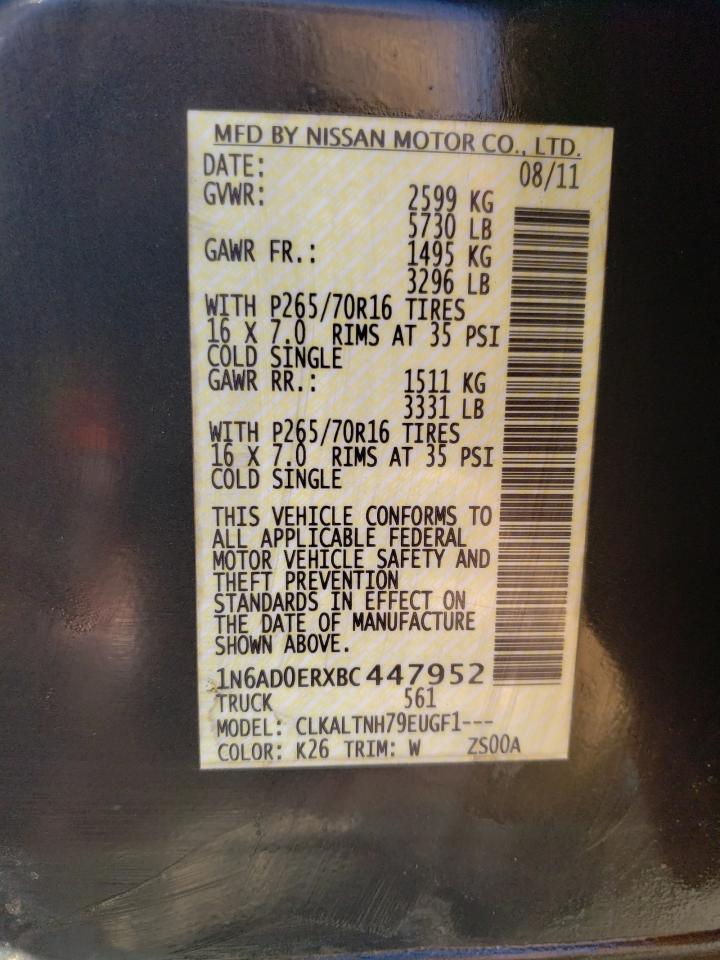 MFD BY NISSAN MOTOR CO., LTD.
DATE: 08/11
GVWR: 2599 KG
5730 LB
GAWR FR.: 1495 KG
3296 LB
WITH P265/70R16 TIRES
16 X 7.0 RIMS AT 35 PSI
COLD SINGLE
GAWR RR.: 1511 KG
3331 LB
WITH P265/70R16 TIRES
16 X 7.0 RIMS AT 35 PSI
COLD SINGLE
THIS VEHICLE CONFORMS TO
ALL APPLICABLE FEDERAL
MOTOR VEHICLE SAFETY AND
THEFT PREVENTION
STANDARDS IN EFFECT ON
THE DATE OF MANUFACTURE
SHOWN ABOVE.
1N6AD0ERXBC447952
TRUCK 561
MODEL: CLKALTNH79EUGF1---
COLOR: K26 TRIM: W ZS00A